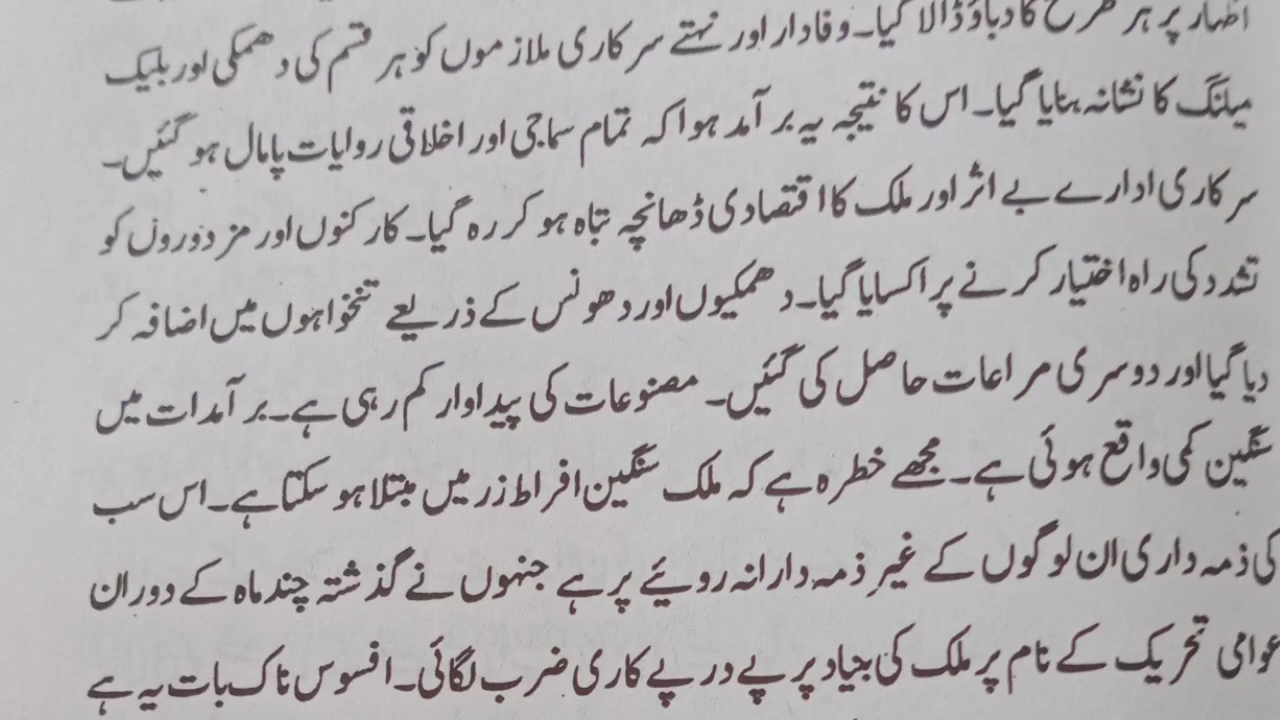 اظہار پر ہر طرح کا دباؤ ڈالا گیا۔ وفادار اور نہتے سرکاری ملازموں کو ہر قسم کی دھمکی اور بلیک
میلنگ کا نشانہ بنایا گیا۔ اس کا نتیجہ یہ برآمد ہوا کہ تمام سماجی اور اخلاقی روایات پامال ہو گئیں۔
سرکاری ادارے بے اثر اور ملک کا اقتصادی ڈھانچہ تباہ ہو کر رہ گیا۔ کارکنوں اور مزدوروں کو
تشدد کی راہ اختیار کرنے پر اکسایا گیا۔ دھمکیوں اور دھونس کے ذریعے تنخواہوں میں اضافہ کر
دیا گیا اور دوسری مراعات حاصل کی گئیں۔ مصنوعات کی پیداوار کم رہی ہے۔ برآمدات میں
سنگین کمی واقع ہوئی ہے۔ مجھے خطرہ ہے کہ ملک سنگین افراط زر میں مبتلا ہو سکتا ہے۔ اس سب
کی ذمہ داری ان لوگوں کے غیر ذمہ دارانہ رویئے پر ہے جنہوں نے گذشتہ چند ماہ کے دوران
عوامی تحریک کے نام پر ملک کی بنیاد پر پے در پے کاری ضرب لگائی۔ افسوس ناک بات یہ ہے